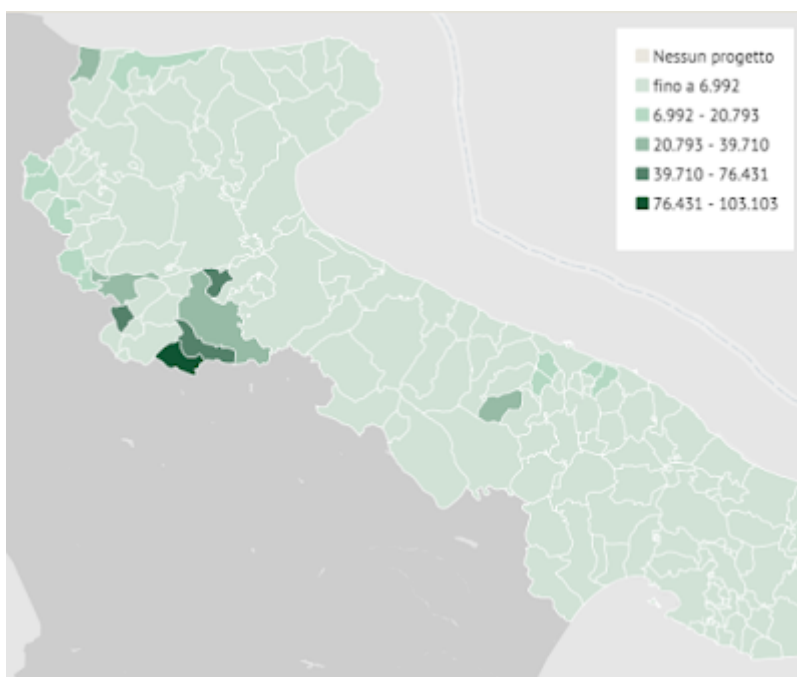 Nessun progetto
fino a 6.992
6.992 - 20.793
20.793 - 39.710
39.710 - 76.431
76.431 - 103.103